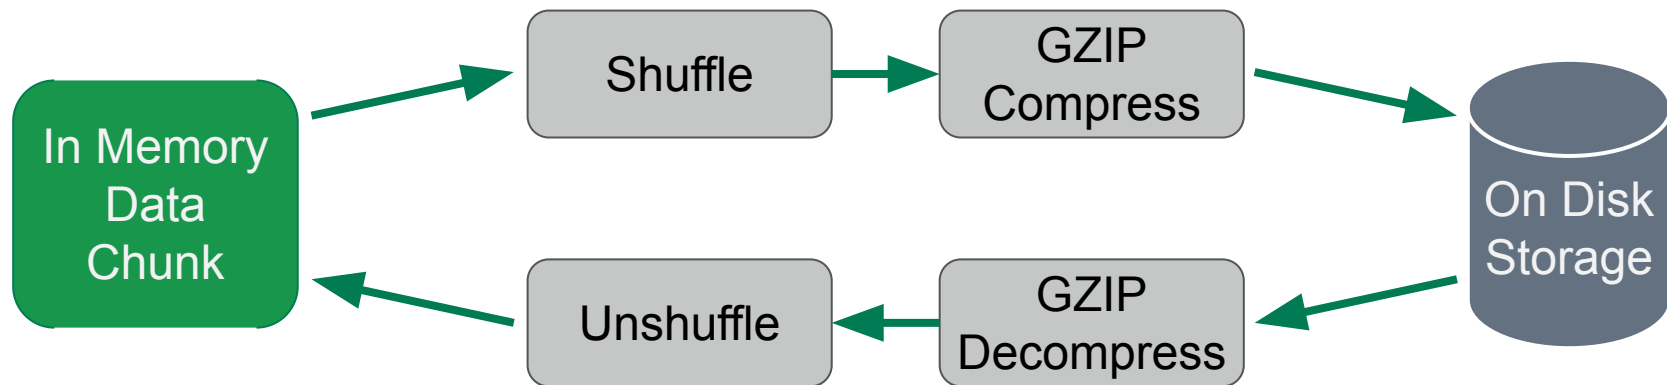 In Memory
Data
Chunk
Shuffle
GZIP
Compress
On Disk
Storage
Unshuffle
GZIP
Decompress